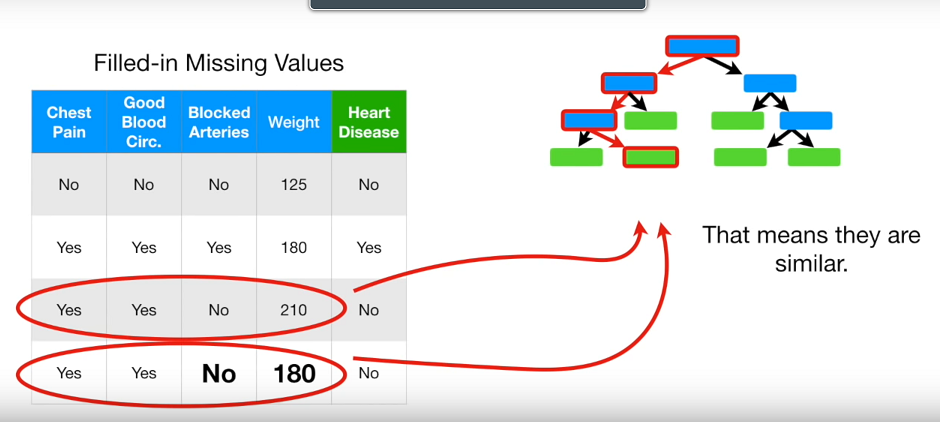 Filled-in Missing Values
Chest Pain Good Blood Circ. Blocked Arteries Weight Heart Disease
No No No 125 No
Yes Yes Yes 180 Yes
Yes Yes No 210 No
Yes Yes No 180 No
That means they are
similar.